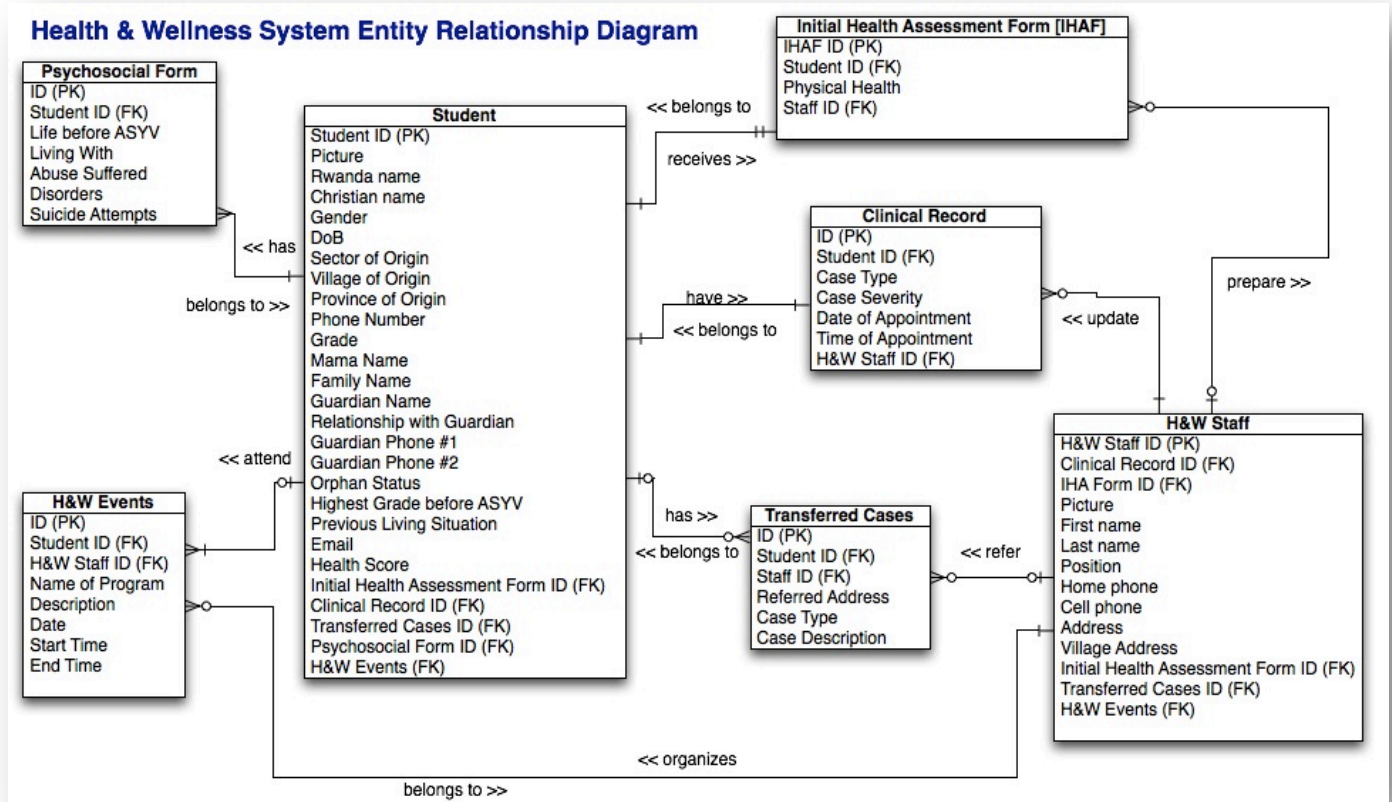 Health & Wellness System Entity Relationship Diagram
Psychosocial Form
ID (PK)
Student ID (FK)
Life before ASYV
Living With
Abuse Suffered
Disorders
Suicide Attempts
<< has
belongs to >>
Student
Student ID (PK)
Picture
Rwanda name
Christian name
Gender
DoB
Sector of Origin
Village of Origin
Province of Origin
Phone Number
Grade
Mama Name
Family Name
Guardian Name
Relationship with Guardian
Guardian Phone #1
Guardian Phone #2
Orphan Status
Highest Grade before ASYV
Previous Living Situation
Email
Health Score
Initial Health Assessment Form ID (FK)
Clinical Record ID (FK)
Transferred Cases ID (FK)
Psychosocial Form ID (FK)
H&W Events (FK)
<< belongs to
receives >>
Initial Health Assessment Form [IHAF]
IHAF ID (PK)
Student ID (FK)
Physical Health
Staff ID (FK)
have >>
<< belongs to
Clinical Record
ID (PK)
Student ID (FK)
Case Type
Case Severity
Date of Appointment
Time of Appointment
H&W Staff ID (FK)
<< update
prepare >>
<< attend
H&W Events
ID (PK)
Student ID (FK)
H&W Staff ID (FK)
Name of Program
Description
Date
Start Time
End Time
has >>
<< belongs to
Transferred Cases
ID (PK)
Student ID (FK)
Staff ID (FK)
Referred Address
Case Type
Case Description
<< refer
H&W Staff
H&W Staff ID (PK)
Clinical Record ID (FK)
IHA Form ID (FK)
Picture
First name
Last name
Position
Home phone
Cell phone
Address
Village Address
Initial Health Assessment Form ID (FK)
Transferred Cases ID (FK)
H&W Events (FK)
<< organizes
belongs to >>